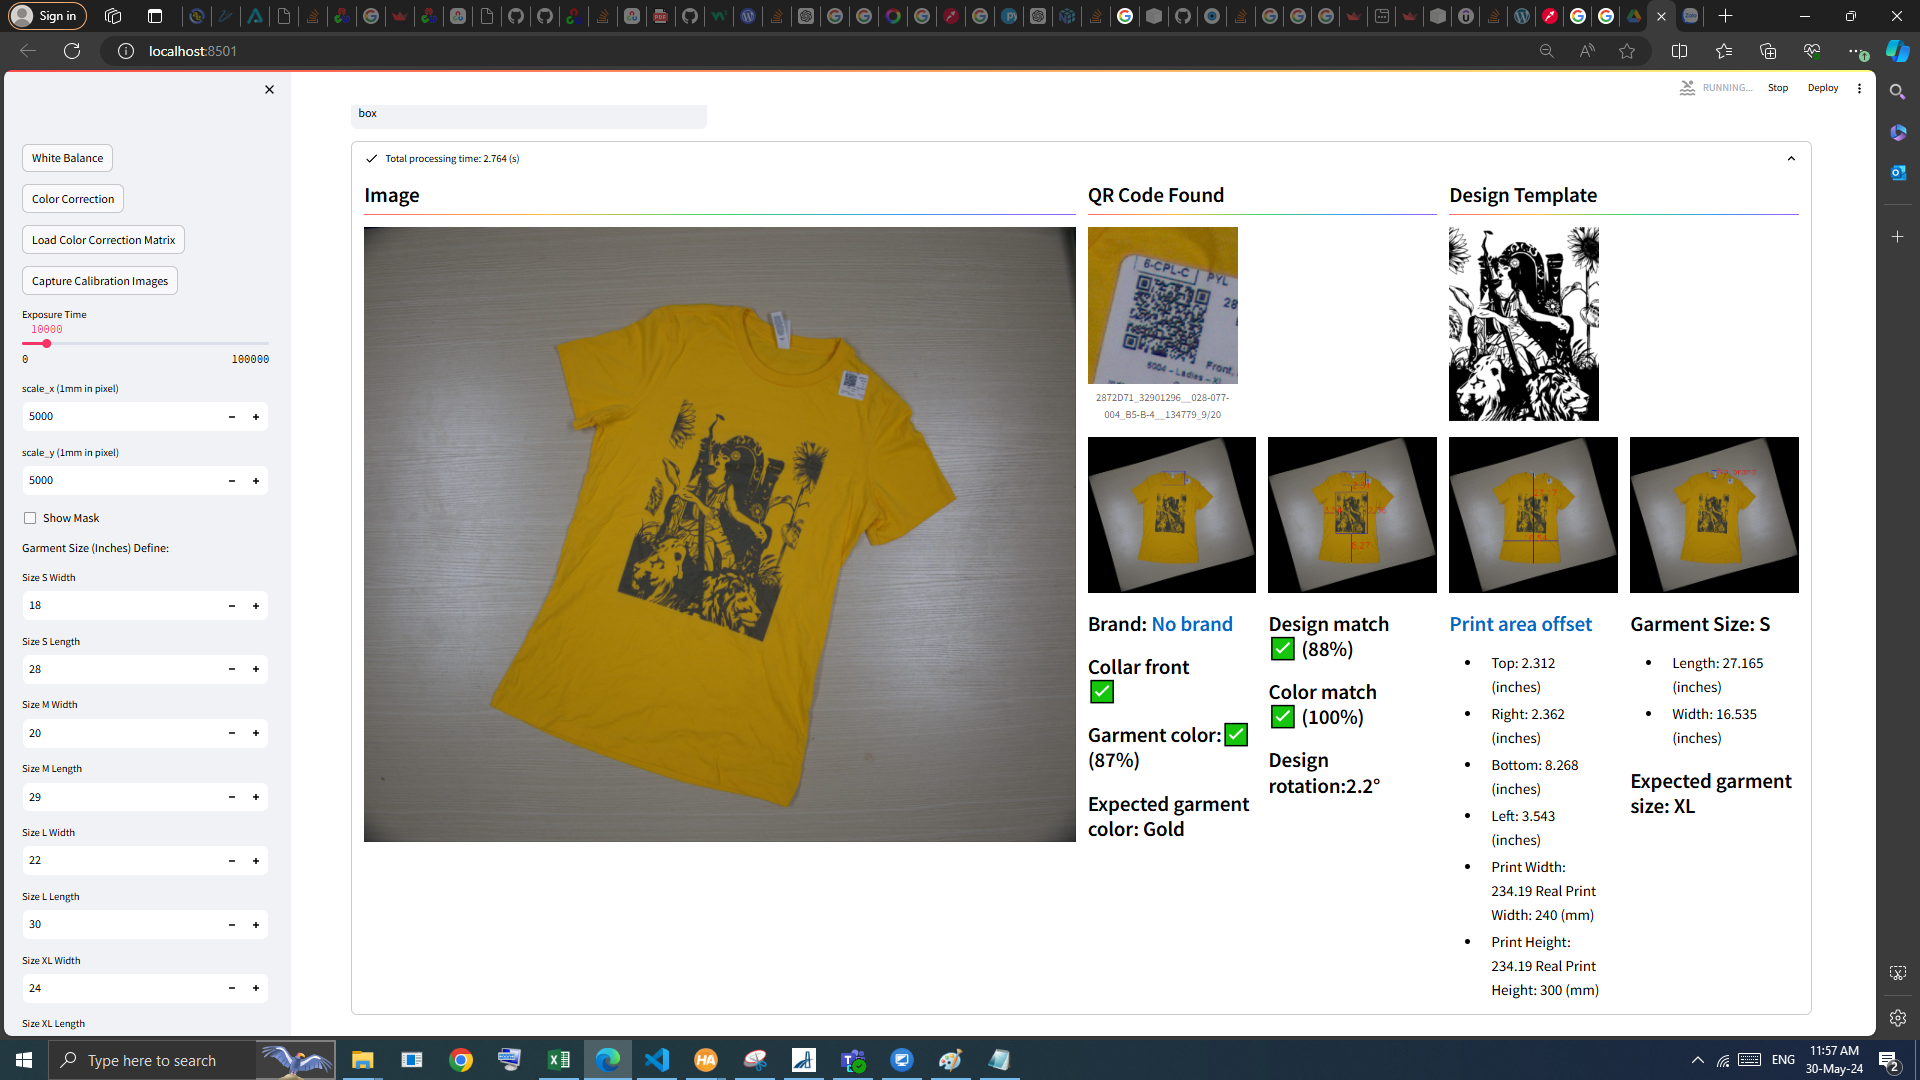 Sign in
localhost:8501
RUNNING...
Stop
Deploy
White Balance
Color Correction
Load Color Correction Matrix
Capture Calibration Images
Exposure Time
10000
0
100000
scale_x (1mm in pixel)
5000
scale_y (1mm in pixel)
5000
Show Mask
Garment Size (Inches) Define:
Size S Width
18
Size S Length
28
Size M Width
20
Size M Length
29
Size L Width
22
Size L Length
30
Size XL Width
24
Size XL Length
box
Total processing time: 2.764 (s)
Image
QR Code Found
6-CPL-C
PYL
28
Front,
5004 - Ladies - XL
2872D71_32901296__028-077-
004_B5-B-4__134779_9/20
Design Template
Brand: No brand
Collar front
Garment color:
(87%)
Expected garment
color: Gold
Design match
(88%)
Color match
(100%)
Design
rotation:2.2°
Print area offset
Top: 2.312
(inches)
Right: 2.362
(inches)
Bottom: 8.268
(inches)
Left: 3.543
(inches)
Print Width:
234.19 Real Print
Width: 240 (mm)
Print Height:
234.19 Real Print
Height: 300 (mm)
Garment Size: S
Length: 27.165
(inches)
Width: 16.535
(inches)
Expected garment
size: XL
Type here to search
ENG
11:57 AM
30-May-24
2